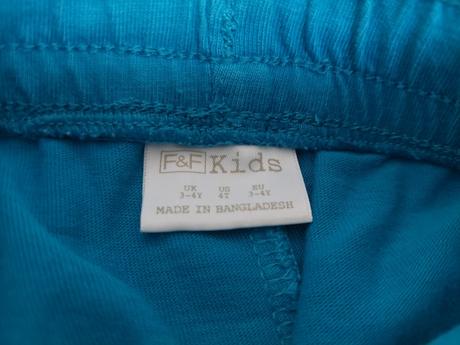 F&F Kids
UK US EU
3-4Y 4T 3-4Y
MADE IN BANGLADESH